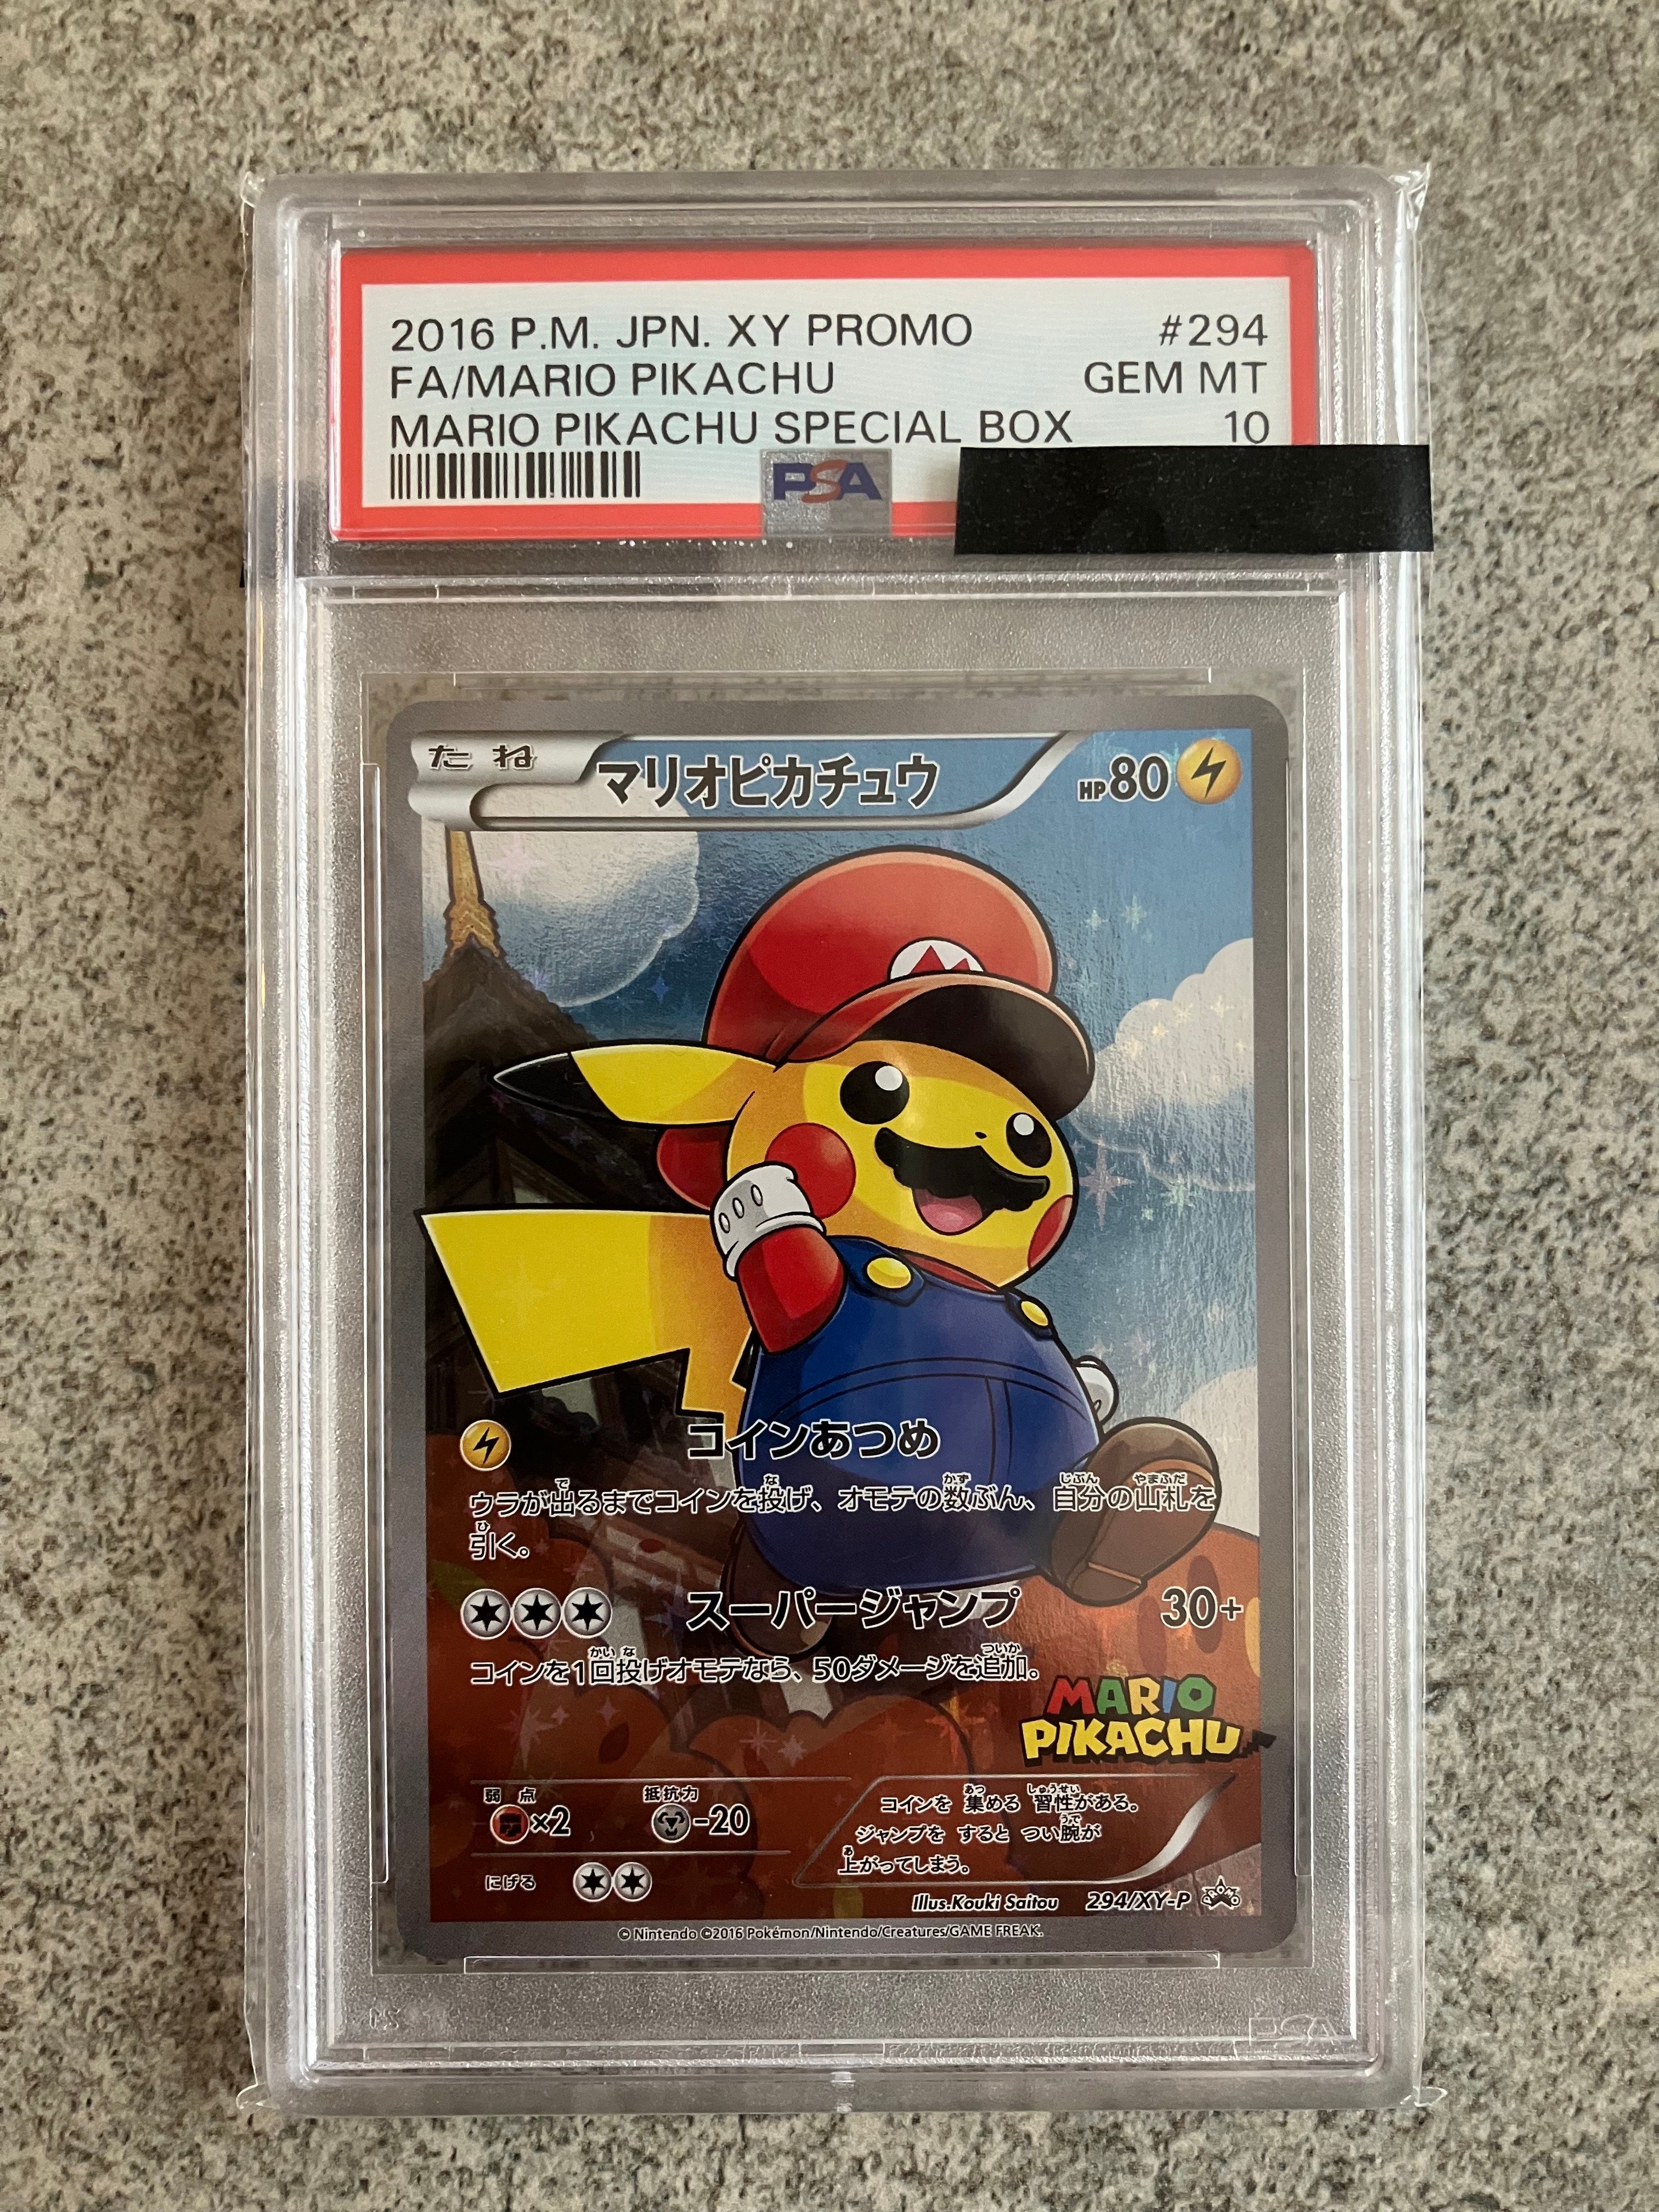 2016 P.M. JPN. XY PROMO #294
FA/MARIO PIKACHU GEM MT
MARIO PIKACHU SPECIAL BOX 10
PSA
たね マリオピカチュウ HP80
M
コインあつめ
ウラが出るまでコインを投げ、オモテの数ぶん、自分の山札を
引く。
スーパージャンプ 30+
コインを1回投げオモテなら、50ダメージを追加。
MARIO
PIKACHU
弱点 抵抗力
×2 -20
にげる
コインを 集める 習性がある。
ジャンプを すると つい腕が
上がってしまう。
Illus.Kouki Saitou 294/XY-P PROMO
© Nintendo ©2016 Pokémon/Nintendo/Creatures/GAME FREAK.
PSA